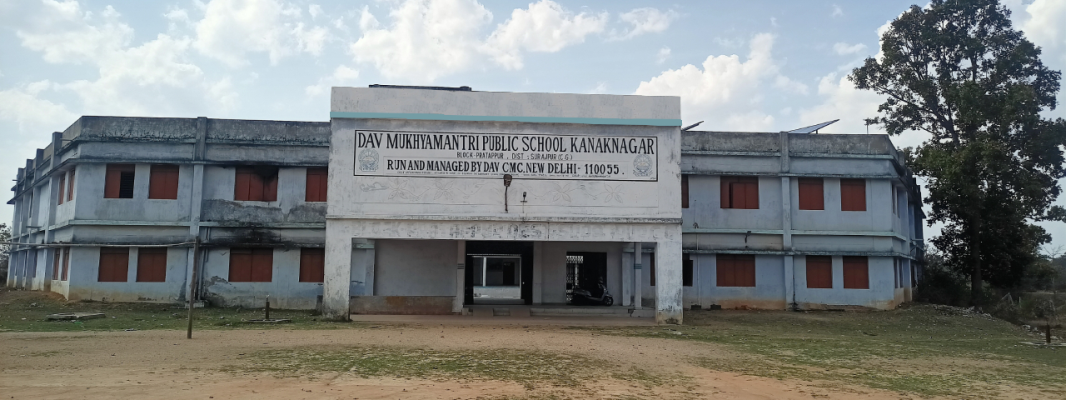 DAV MUKHYAMANTRI PUBLIC SCHOOL KANAKNAGAR
BLOCK-PRATAPPUR, DIST: SURAJPUR (C.G)
RUN AND MANAGED BY DAV CMC, NEW DELHI- 110055.